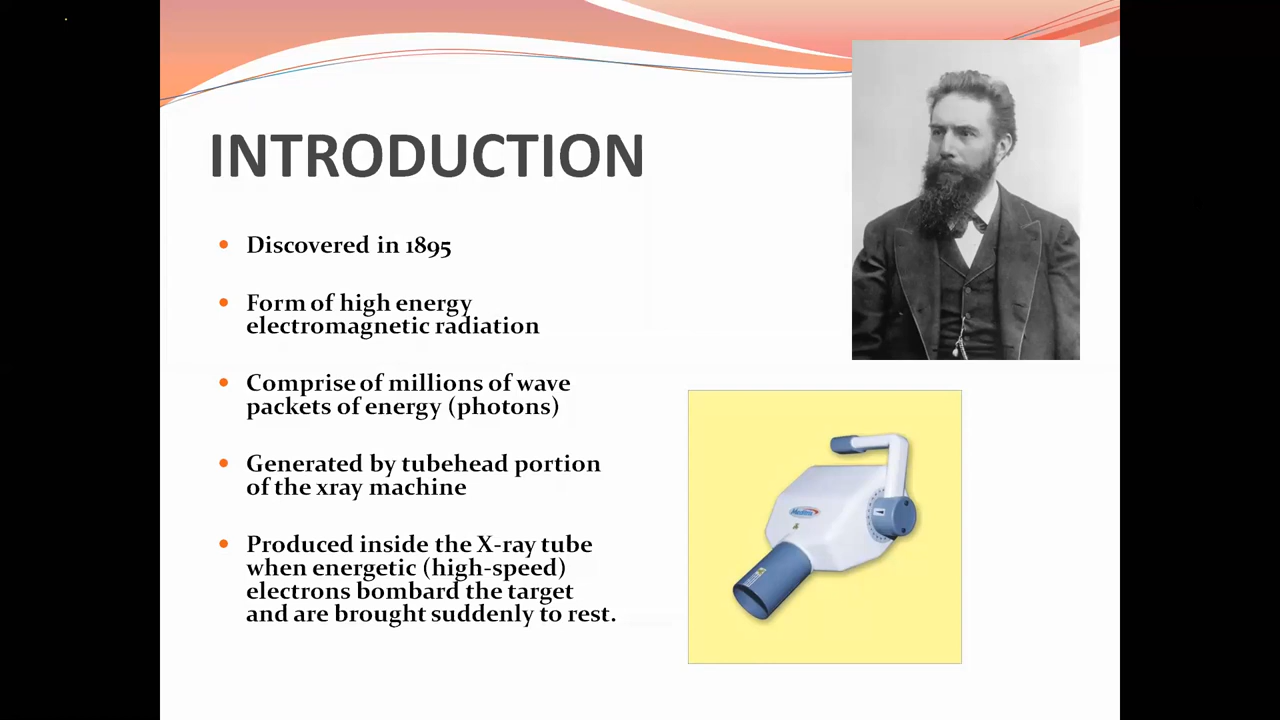 INTRODUCTION
• Discovered in 1895
• Form of high energy
electromagnetic radiation
• Comprise of millions of wave
packets of energy (photons)
• Generated by tubehead portion
of the xray machine
• Produced inside the X-ray tube
when energetic (high-speed)
electrons bombard the target
and are brought suddenly to rest.